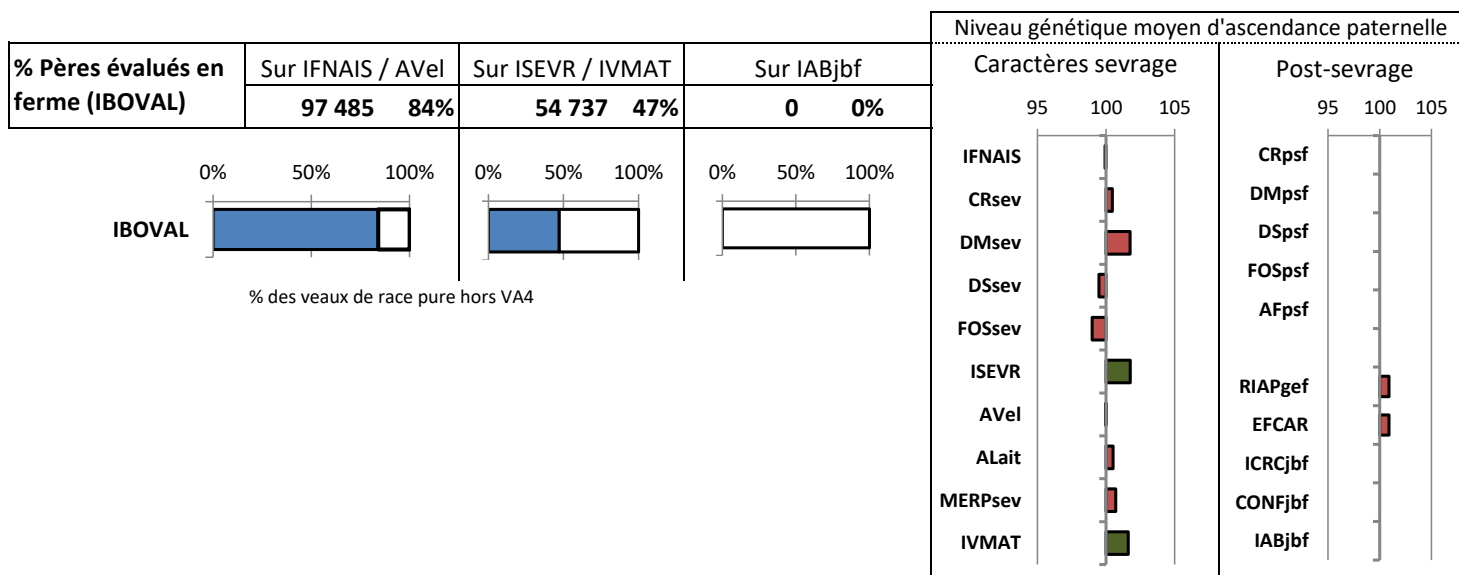 Niveau génétique moyen d'ascendance paternelle
% Pères évalués en ferme (IBOVAL)
Sur IFNAIS / AVel
Sur ISEVR / IVMAT
Sur IABjbf
97 485 84%
54 737 47%
0 0%
0% 50% 100%
0% 50% 100%
0% 50% 100%
IBOVAL
% des veaux de race pure hors VA4
Caractères sevrage
95 100 105
IFNAIS
CRsev
DMsev
DSsev
FOSsev
ISEVR
AVel
ALait
MERPsev
IVMAT
Post-sevrage
95 100 105
CRpsf
DMpsf
DSpsf
FOSpsf
AFpsf
RIAPgef
EFCAR
ICRCjbf
CONFjbf
IABjbf